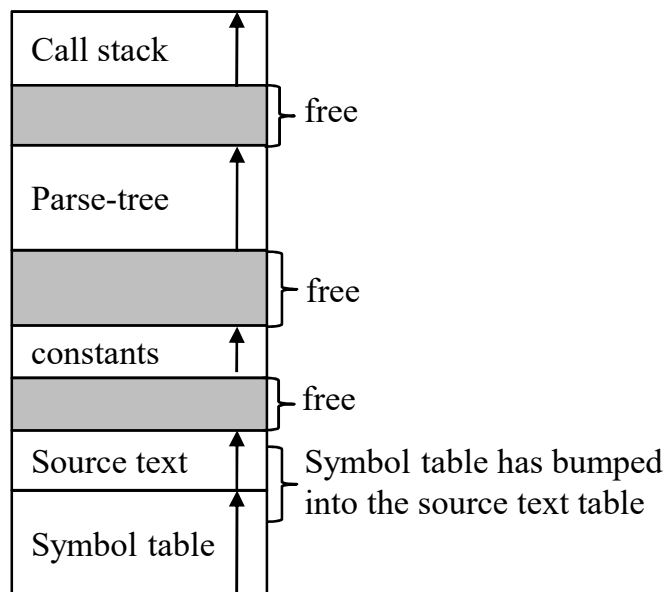 Call stack
free
Parse-tree
free
constants
free
Source text
Symbol table has bumped
into the source text table
Symbol table